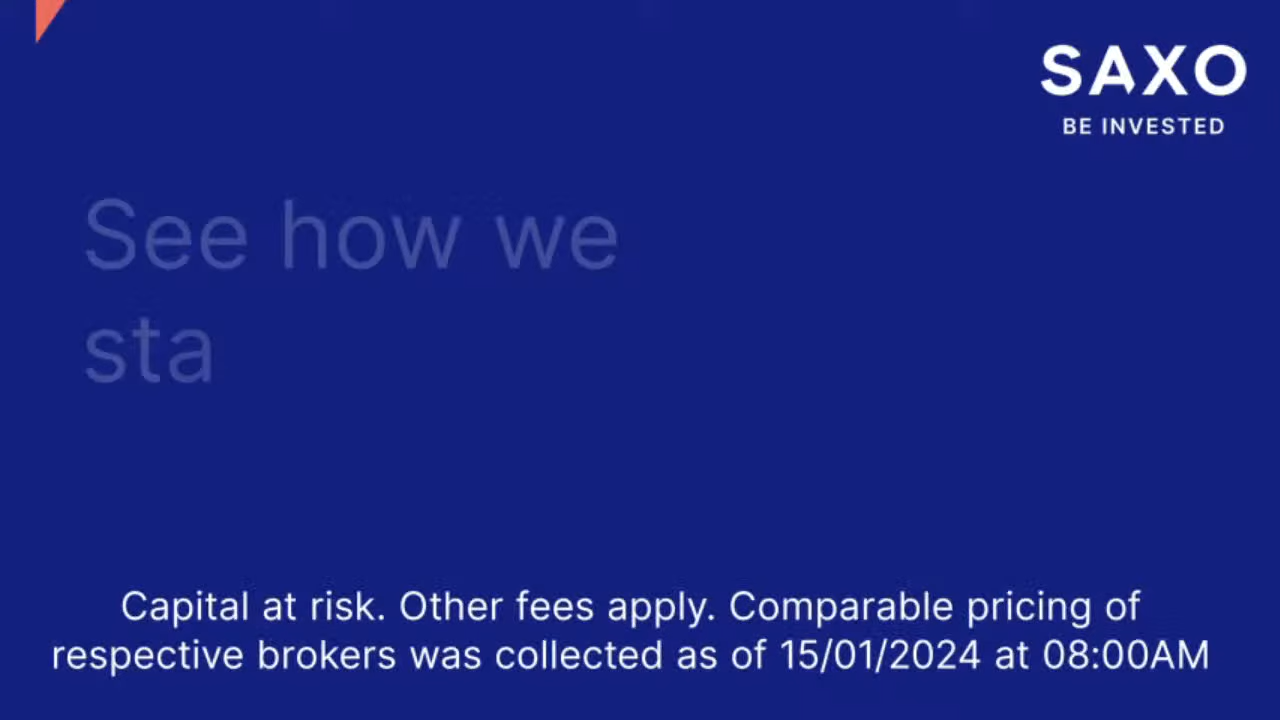 SAXO
BE INVESTED
See how we
sta
Capital at risk. Other fees apply. Comparable pricing of
respective brokers was collected as of 15/01/2024 at 08:00AM